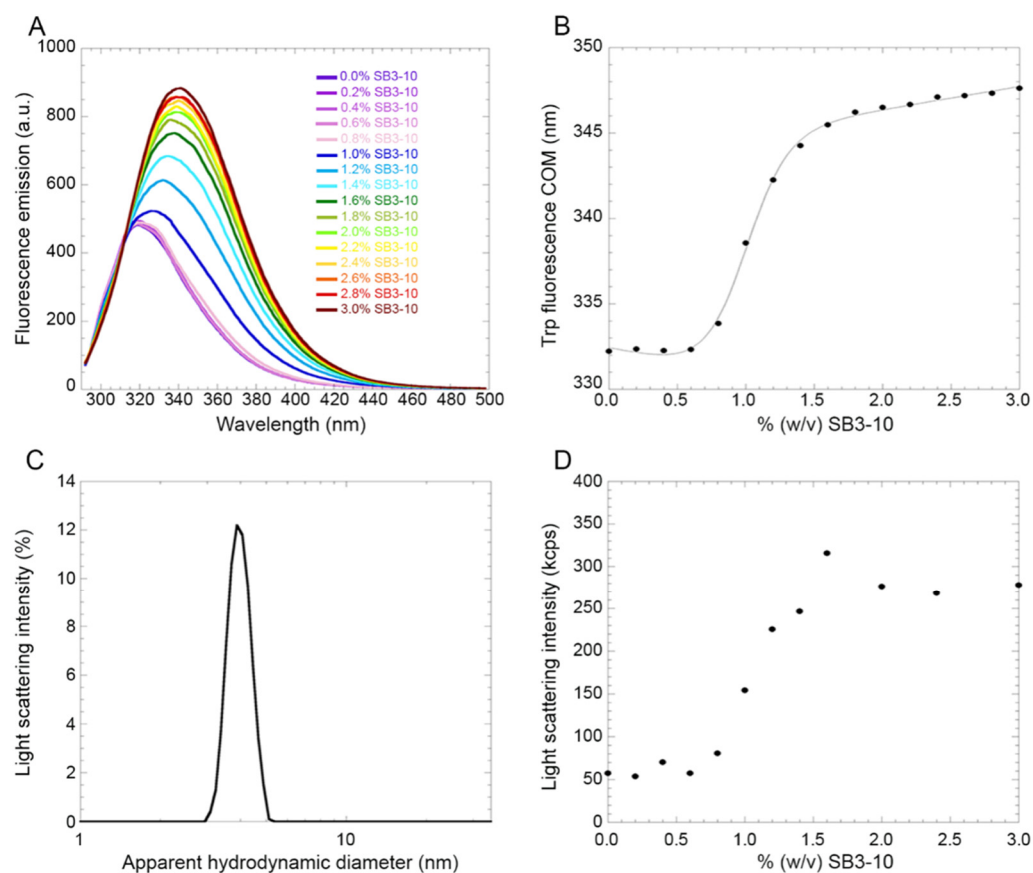 A
1000
800
600
400
200
0
Fluorescence emission (a.u.)
290 320 340 360 380 400 420 440 460 480 500
Wavelength (nm)
0.0% SB3-10
0.2% SB3-10
0.4% SB3-10
0.6% SB3-10
0.8% SB3-10
1.0% SB3-10
1.2% SB3-10
1.4% SB3-10
1.6% SB3-10
1.8% SB3-10
2.0% SB3-10
2.2% SB3-10
2.4% SB3-10
2.6% SB3-10
2.8% SB3-10
3.0% SB3-10
B
350
345
340
335
330
Trp fluorescence COM (nm)
0.0 0.5 1.0 1.5 2.0 2.5 3.0
% (w/v) SB3-10
C
14
12
10
8
6
4
2
0
Light scattering intensity (%)
1 10
Apparent hydrodynamic diameter (nm)
D
400
350
300
250
200
150
100
50
0
Light scattering intensity (kcps)
0.0 0.5 1.0 1.5 2.0 2.5 3.0
% (w/v) SB3-10